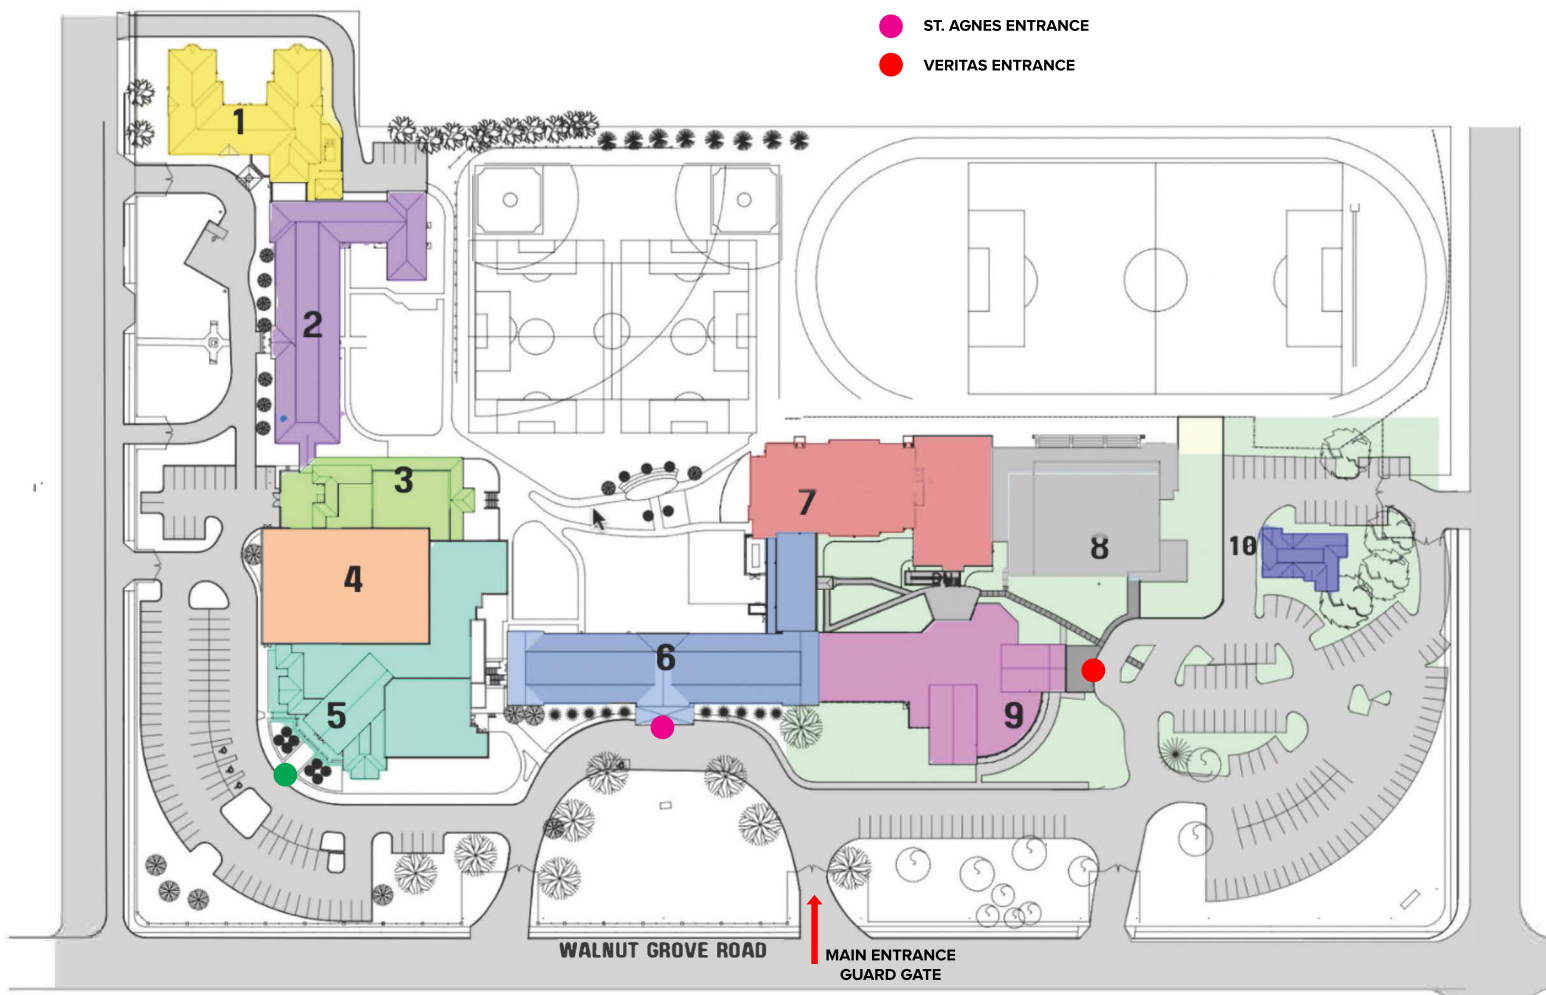 ST. AGNES ENTRANCE
VERITAS ENTRANCE
1
2
3
4
5
6
7
8
9
10
WALNUT GROVE ROAD
MAIN ENTRANCE
GUARD GATE